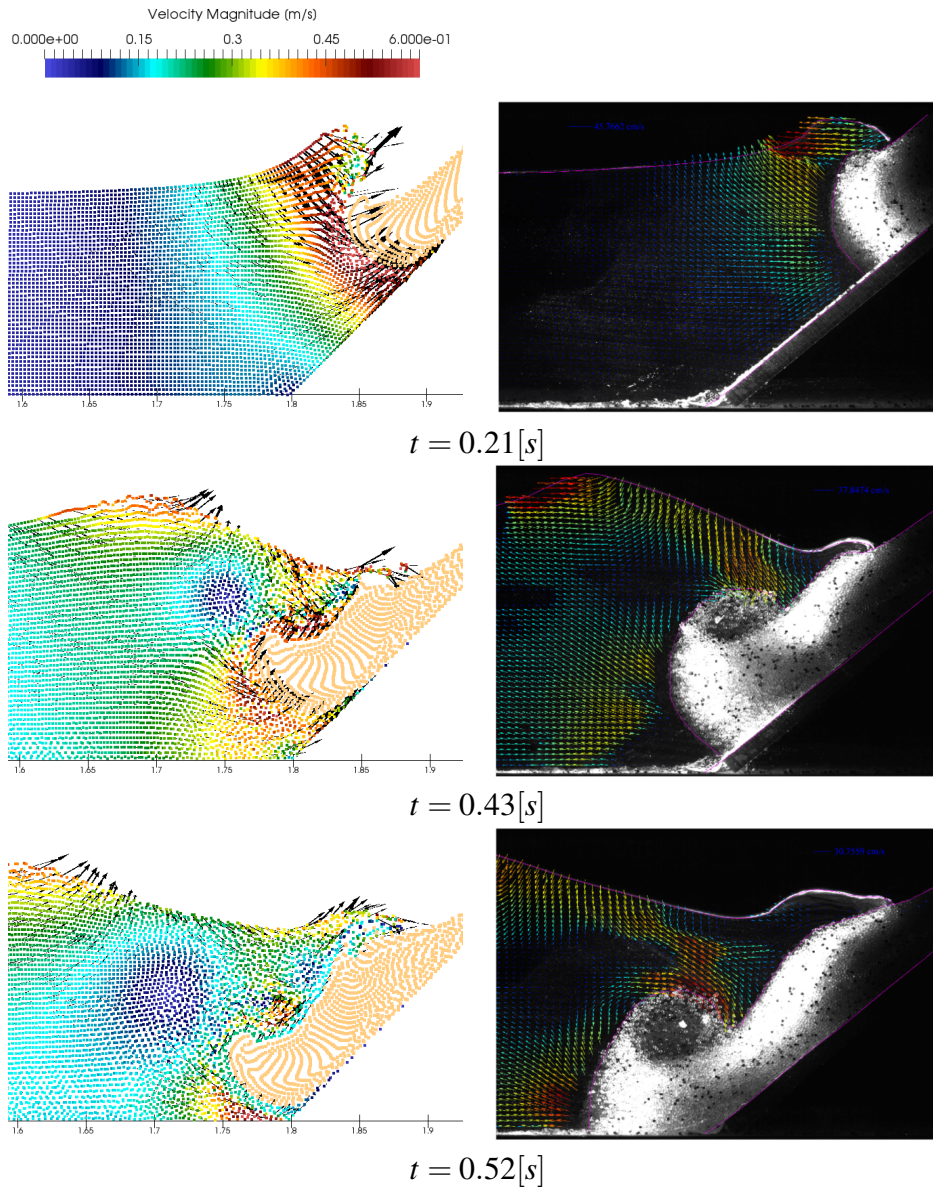 Velocity Magnitude (m/s)
0.000e+00 0.15 0.3 0.45 6.000e-01
1.6 1.65 1.7 1.75 1.8 1.85 1.9
t = 0.21[s]
1.6 1.65 1.7 1.75 1.8 1.85 1.9
t = 0.43[s]
1.6 1.65 1.7 1.75 1.8 1.85 1.9
t = 0.52[s]